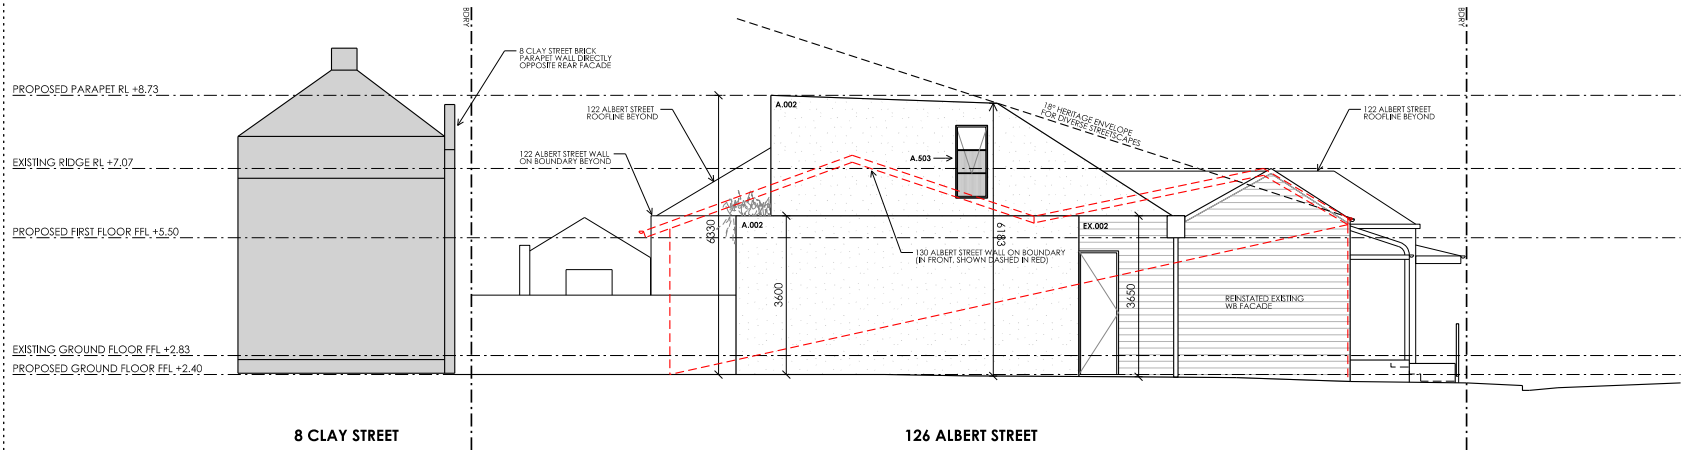 BDRY
BDRY
8 CLAY STREET BRICK
PARAPET WALL DIRECTLY
OPPOSITE REAR FACADE
PROPOSED PARAPET RL +8.73
122 ALBERT STREET
ROOFLINE BEYOND
A.002
18° HERITAGE ENVELOPE
FOR DIVERSE STREETSCAPES
122 ALBERT STREET
ROOFLINE BEYOND
EXISTING RIDGE RL +7.07
122 ALBERT STREET WALL
ON BOUNDARY BEYOND
A.503
PROPOSED FIRST FLOOR FFL +5.50
6330
A.002
6183
EX.002
130 ALBERT STREET WALL ON BOUNDARY
(IN FRONT, SHOWN DASHED IN RED)
3600
3650
REINSTATED EXISTING
WB FACADE
EXISTING GROUND FLOOR FFL +2.83
PROPOSED GROUND FLOOR FFL +2.40
8 CLAY STREET
126 ALBERT STREET